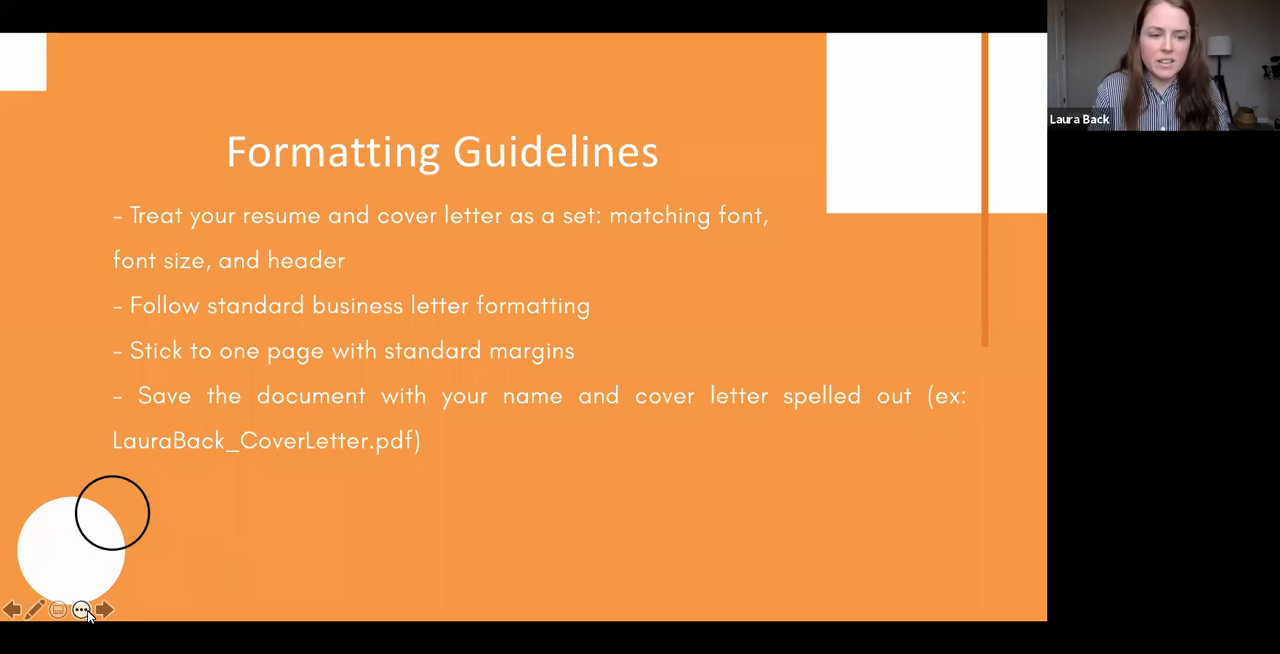 Formatting Guidelines
- Treat your resume and cover letter as a set: matching font,
font size, and header
- Follow standard business letter formatting
- Stick to one page with standard margins
- Save the document with your name and cover letter spelled out (ex:
LauraBack_CoverLetter.pdf)
Laura Back